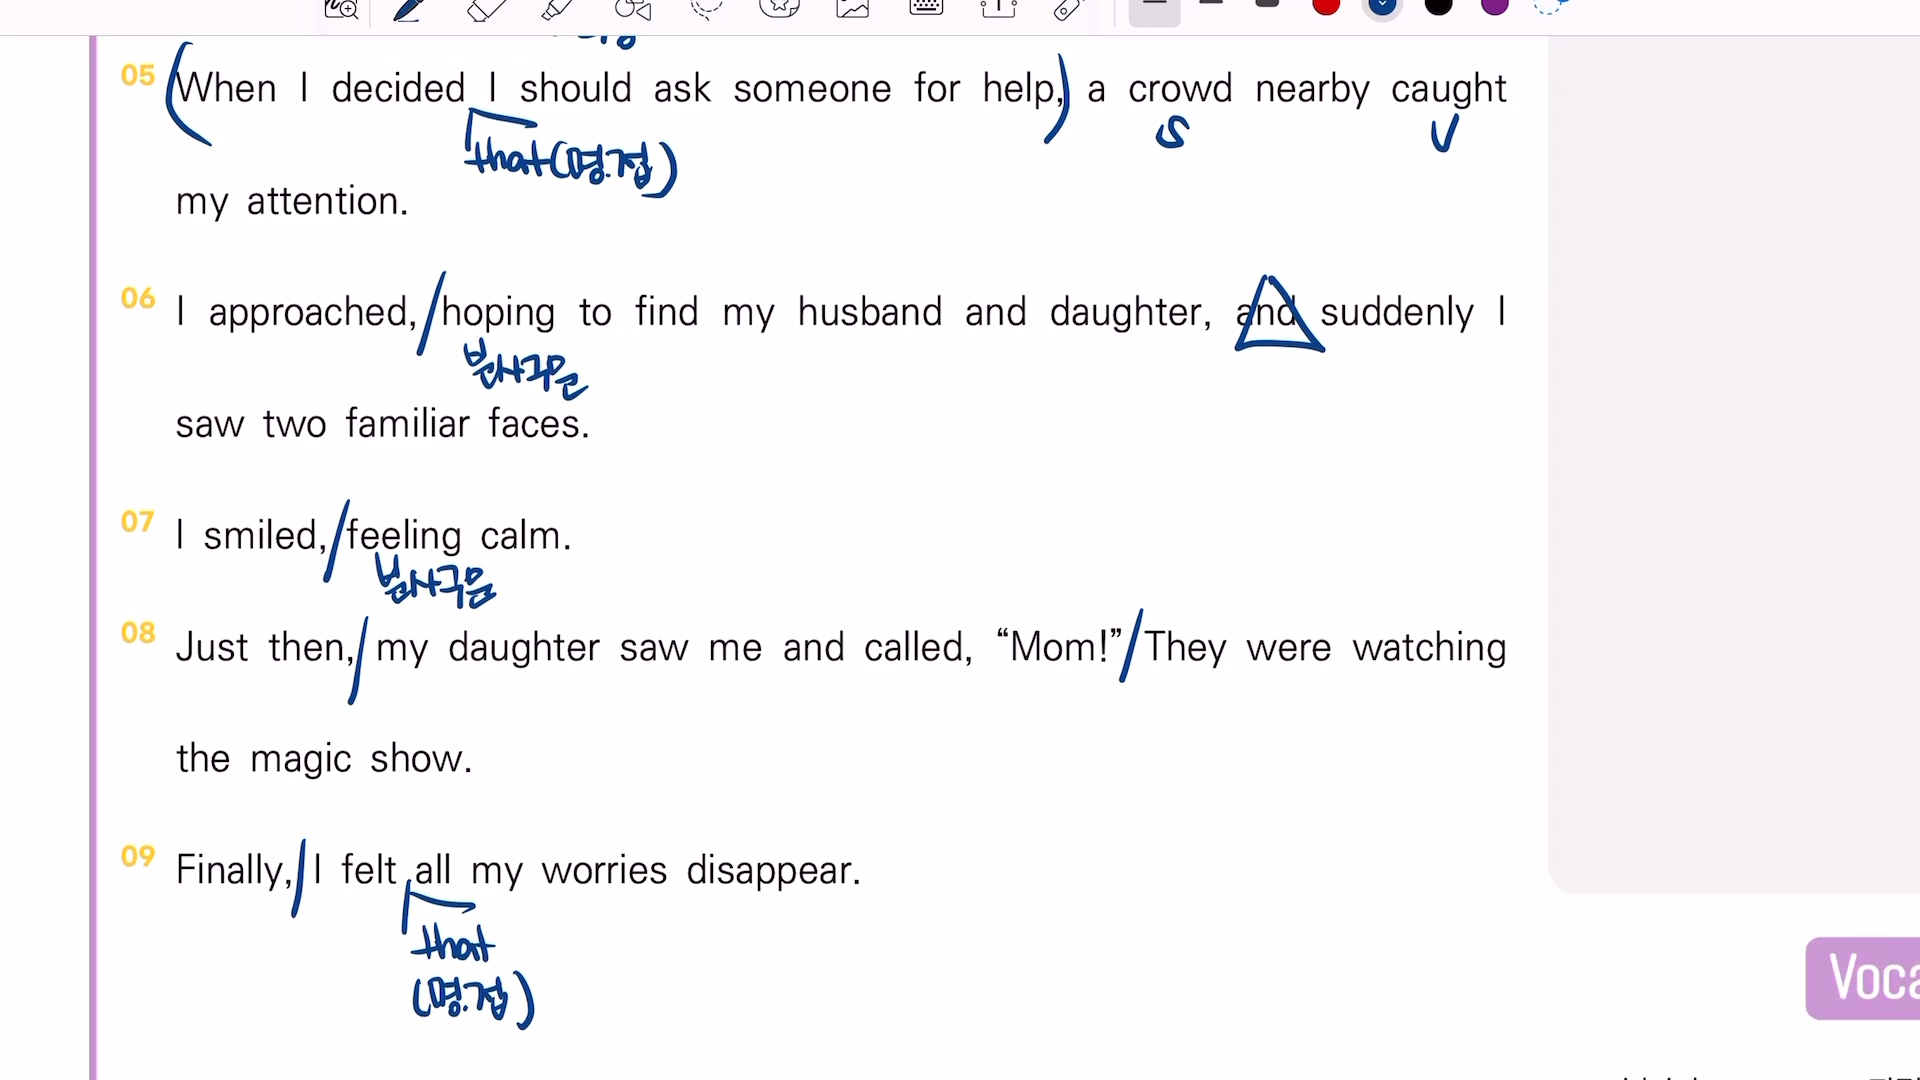 05 When I decided I should ask someone for help, a crowd nearby caught
S V
that(명.접)
my attention.
06 I approached, / hoping to find my husband and daughter, and suddenly I
분사구문
saw two familiar faces.
07 I smiled, / feeling calm.
분사구문
08 Just then, / my daughter saw me and called, “Mom!” / They were watching
the magic show.
09 Finally, / I felt all my worries disappear.
that
(명.접)